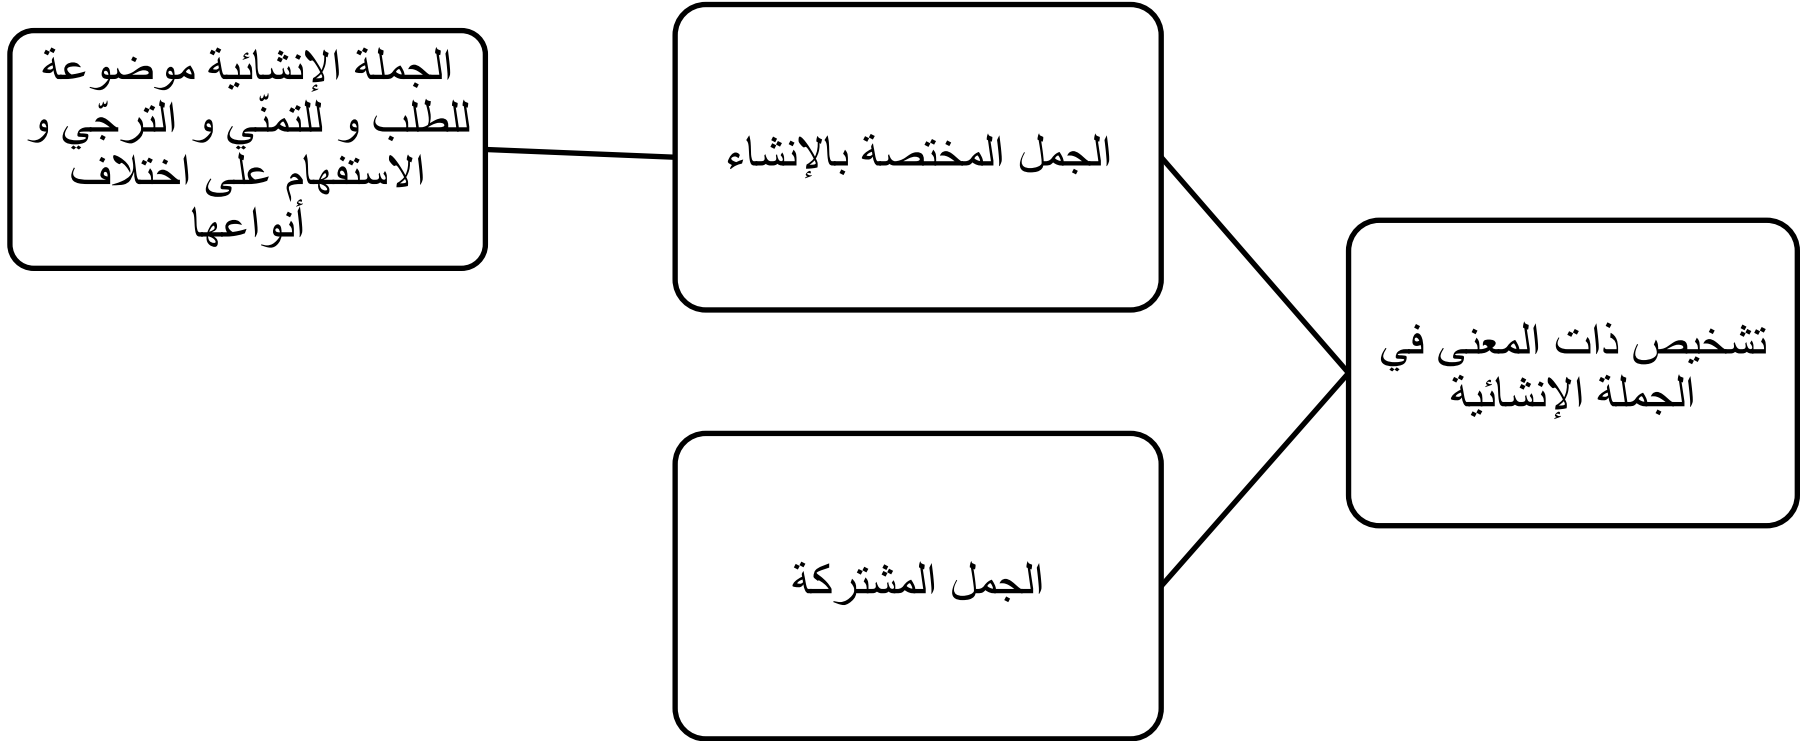 تشخيص ذات المعنى في
الجملة الإنشائية
الجمل المختصة بالإنشاء
الجملة الإنشائية موضوعة
للطلب و للتمنّي و الترجّي و
الاستفهام على اختلاف
أنواعها
الجمل المشتركة